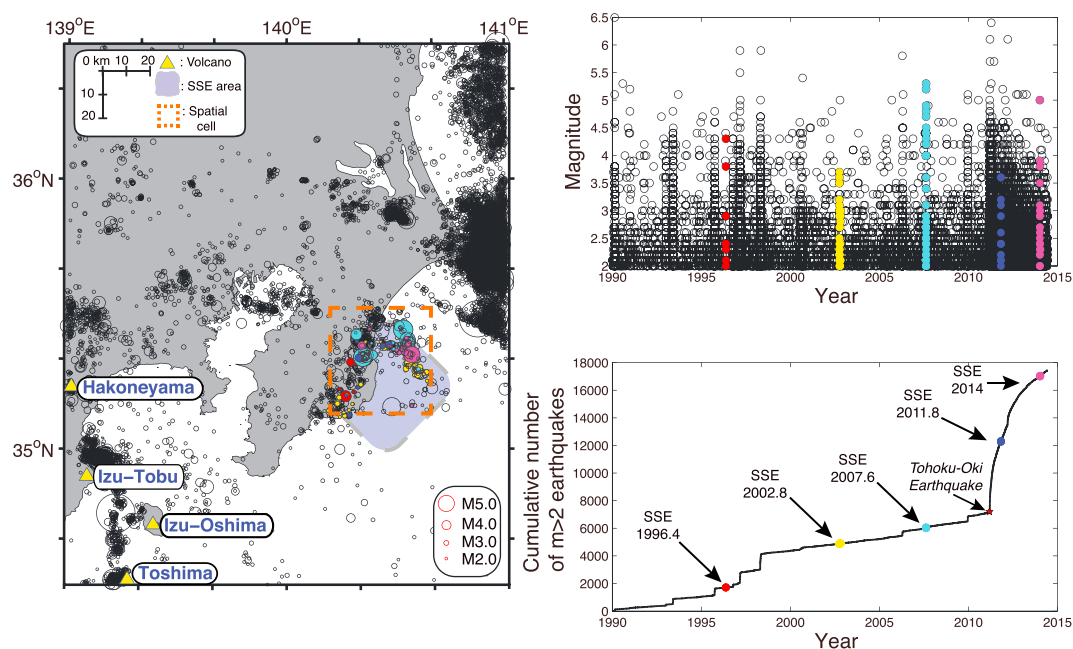 139°E
140°
141°E
0 km 10 20
: Volcano
10
: SSE area
20
: Spatial
cell
36°N
35°N
Hakoneyama
Izu–Tobu
Izu–Oshima
Toshima
M5.0
M4.0
M3.0
M2.0
6.5
6
5.5
5
4.5
4
3.5
3
2.5
2
Magnitude
1990
1995
2000
2005
2010
2015
Year
18000
16000
14000
12000
10000
8000
6000
4000
2000
0
Cumulative number
of m>2 earthquakes
SSE
1996.4
SSE
2002.8
SSE
2007.6
Tohoku-Oki
Earthquake
SSE
2011.8
SSE
2014
1990
1995
2000
2005
2010
2015
Year